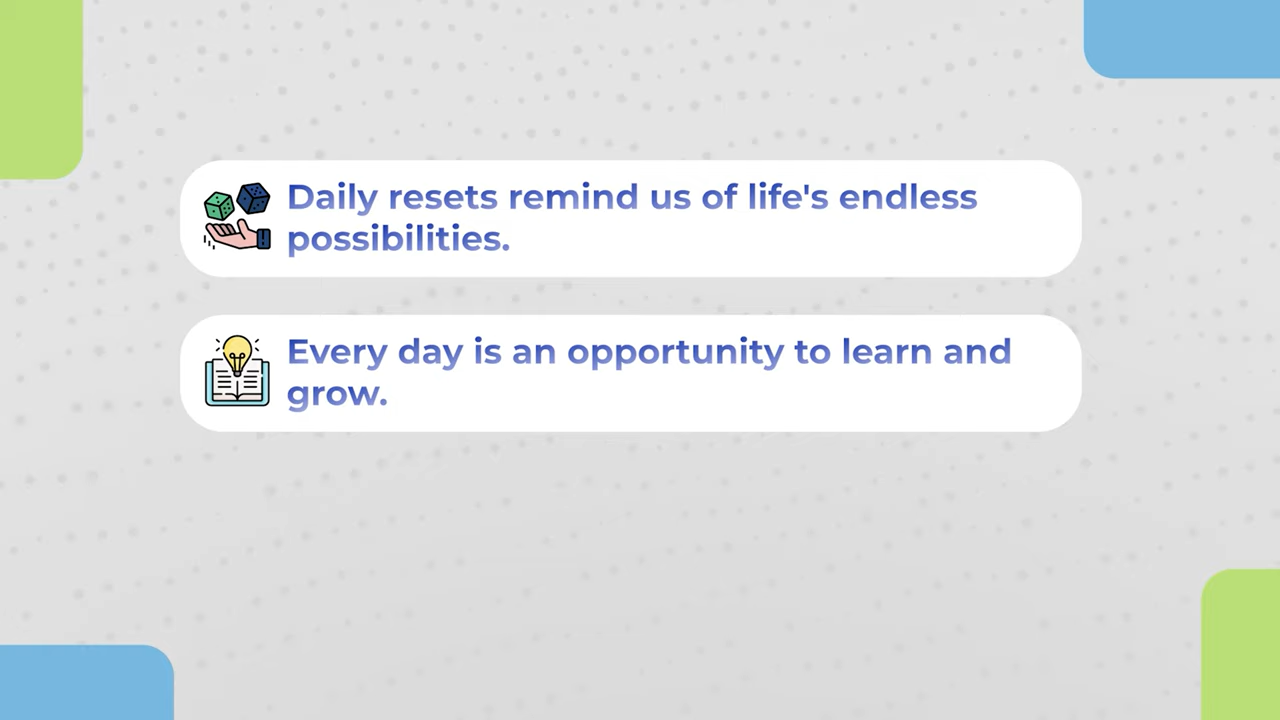 Daily resets remind us of life's endless
possibilities.
Every day is an opportunity to learn and
grow.